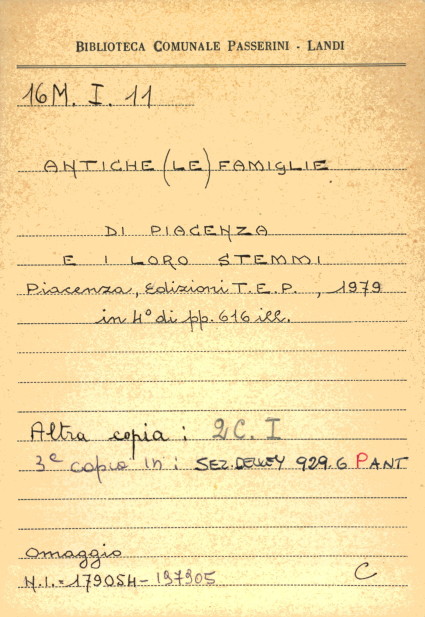 BIBLIOTECA COMUNALE PASSERINI - LANDI
16M. I. 11
ANTICHE (LE) FAMIGLIE
DI PIACENZA
E I LORO STEMMI
Piacenza, Edizioni T.E.P. , 1979
in 4° di pp. 616 ill.
Altra copia : 2C. I
3ª copia in : SEZ. DEWEY 929.6 P ANT
Omaggio
N.I.= 179054-197905
C